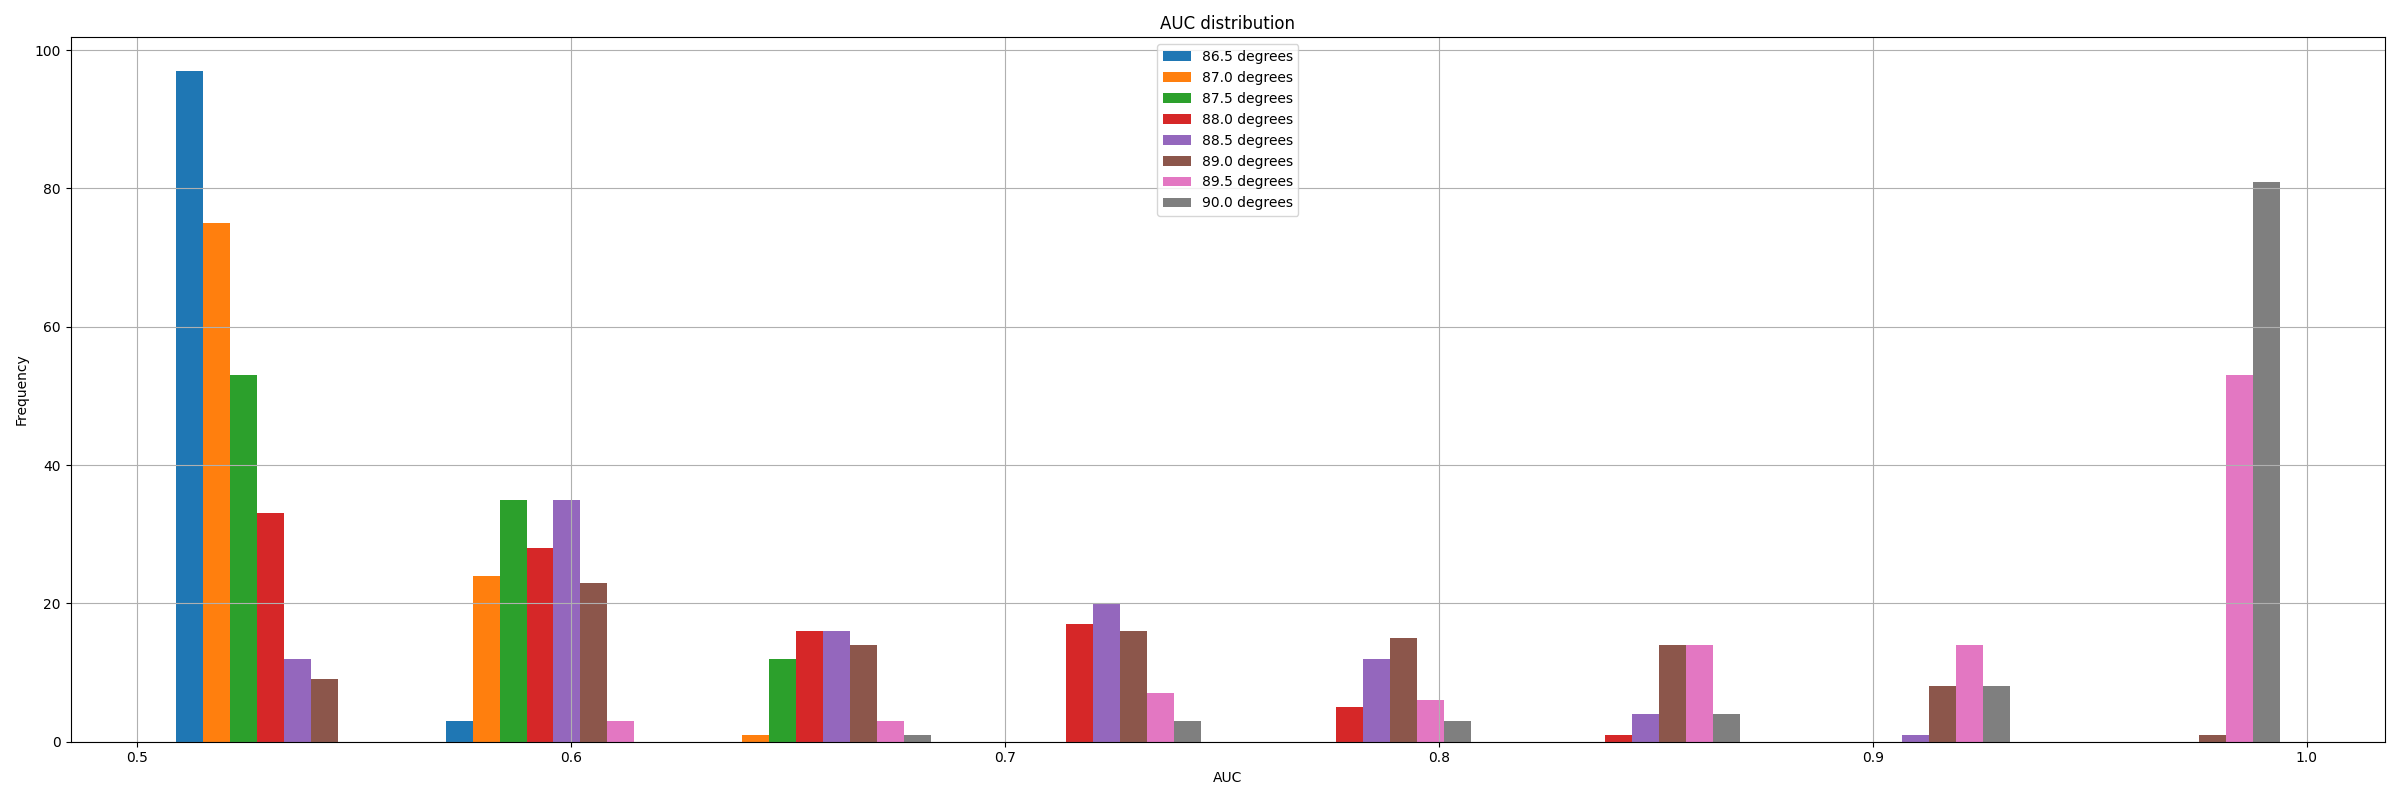 AUC distribution
100
80
60
40
20
0
Frequency
86.5 degrees
87.0 degrees
87.5 degrees
88.0 degrees
88.5 degrees
89.0 degrees
89.5 degrees
90.0 degrees
0.5 0.6 0.7 0.8 0.9 1.0
AUC